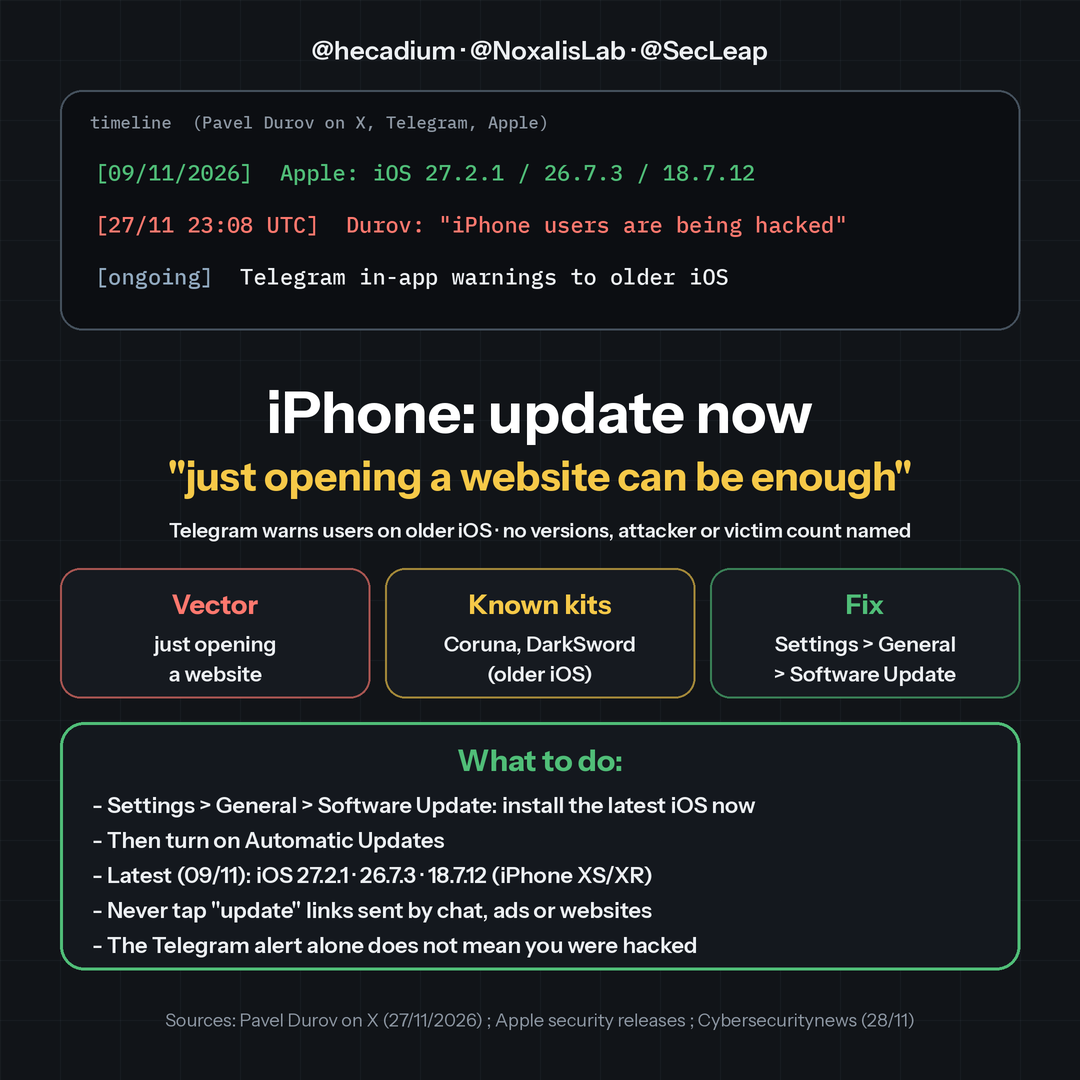 @hecadium · @NoxalisLab · @SecLeap
timeline (Pavel Durov on X, Telegram, Apple)
[09/11/2026] Apple: iOS 27.2.1 / 26.7.3 / 18.7.12
[27/11 23:08 UTC] Durov: "iPhone users are being hacked"
[ongoing] Telegram in-app warnings to older iOS
iPhone: update now
"just opening a website can be enough"
Telegram warns users on older iOS · no versions, attacker or victim count named
Vector
just opening
a website
Known kits
Coruna, DarkSword
(older iOS)
Fix
Settings > General
> Software Update
What to do:
- Settings > General > Software Update: install the latest iOS now
- Then turn on Automatic Updates
- Latest (09/11): iOS 27.2.1 · 26.7.3 · 18.7.12 (iPhone XS/XR)
- Never tap "update" links sent by chat, ads or websites
- The Telegram alert alone does not mean you were hacked
Sources: Pavel Durov on X (27/11/2026) ; Apple security releases ; Cybersecuritynews (28/11)